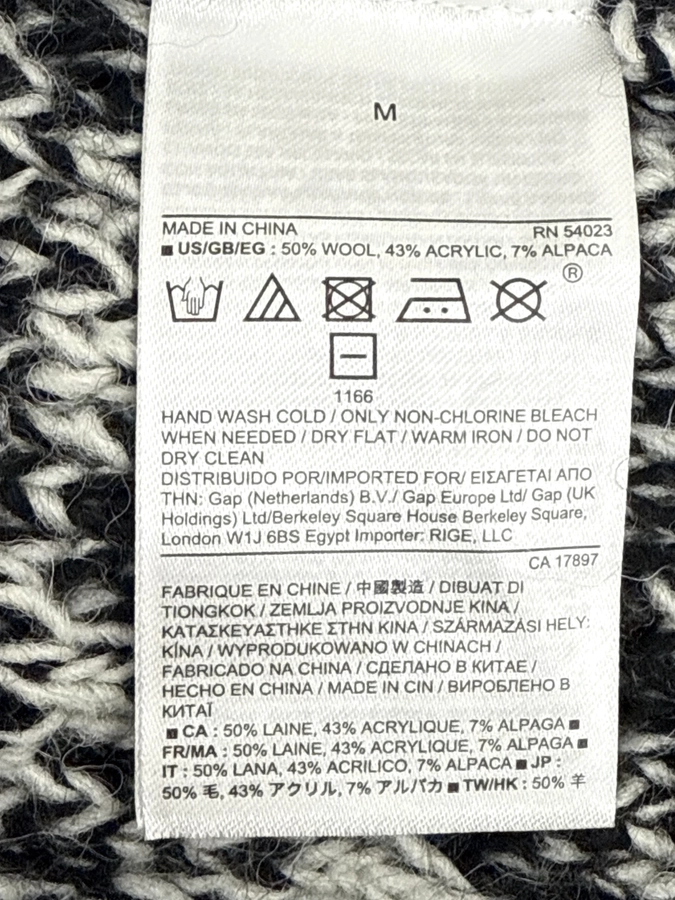 M
MADE IN CHINA RN 54023
■ US/GB/EG : 50% WOOL, 43% ACRYLIC, 7% ALPACA
®
1166
HAND WASH COLD / ONLY NON-CHLORINE BLEACH
WHEN NEEDED / DRY FLAT / WARM IRON / DO NOT
DRY CLEAN
DISTRIBUIDO POR/IMPORTED FOR/ ΕΙΣΑΓΕΤΑΙ ΑΠΟ
ΤΗΝ: Gap (Netherlands) B.V./ Gap Europe Ltd/ Gap (UK
Holdings) Ltd/Berkeley Square House Berkeley Square,
London W1J 6BS Egypt Importer: RIGE, LLC
CA 17897
FABRIQUE EN CHINE / 中國製造 / DIBUAT DI
TIONGKOK / ZEMLJA PROIZVODNJE KINA /
ΚΑΤΑΣΚΕΥΑΣΤΗΚΕ ΣΤΗΝ ΚΙΝΑ / SZÁRMAZÁSI HELY:
KÍNA / WYPRODUKOWANO W CHINACH /
FABRICADO NA CHINA / СДЕЛАНО В КИТАЕ /
HECHO EN CHINA / MADE IN CIN / ВИРОБЛЕНО В
КИТАЇ
■ CA : 50% LAINE, 43% ACRYLIQUE, 7% ALPAGA ■
FR/MA : 50% LAINE, 43% ACRYLIQUE, 7% ALPAGA ■
IT : 50% LANA, 43% ACRILICO, 7% ALPACA ■ JP :
50% 毛, 43% アクリル, 7% アルパカ ■ TW/HK : 50% 羊